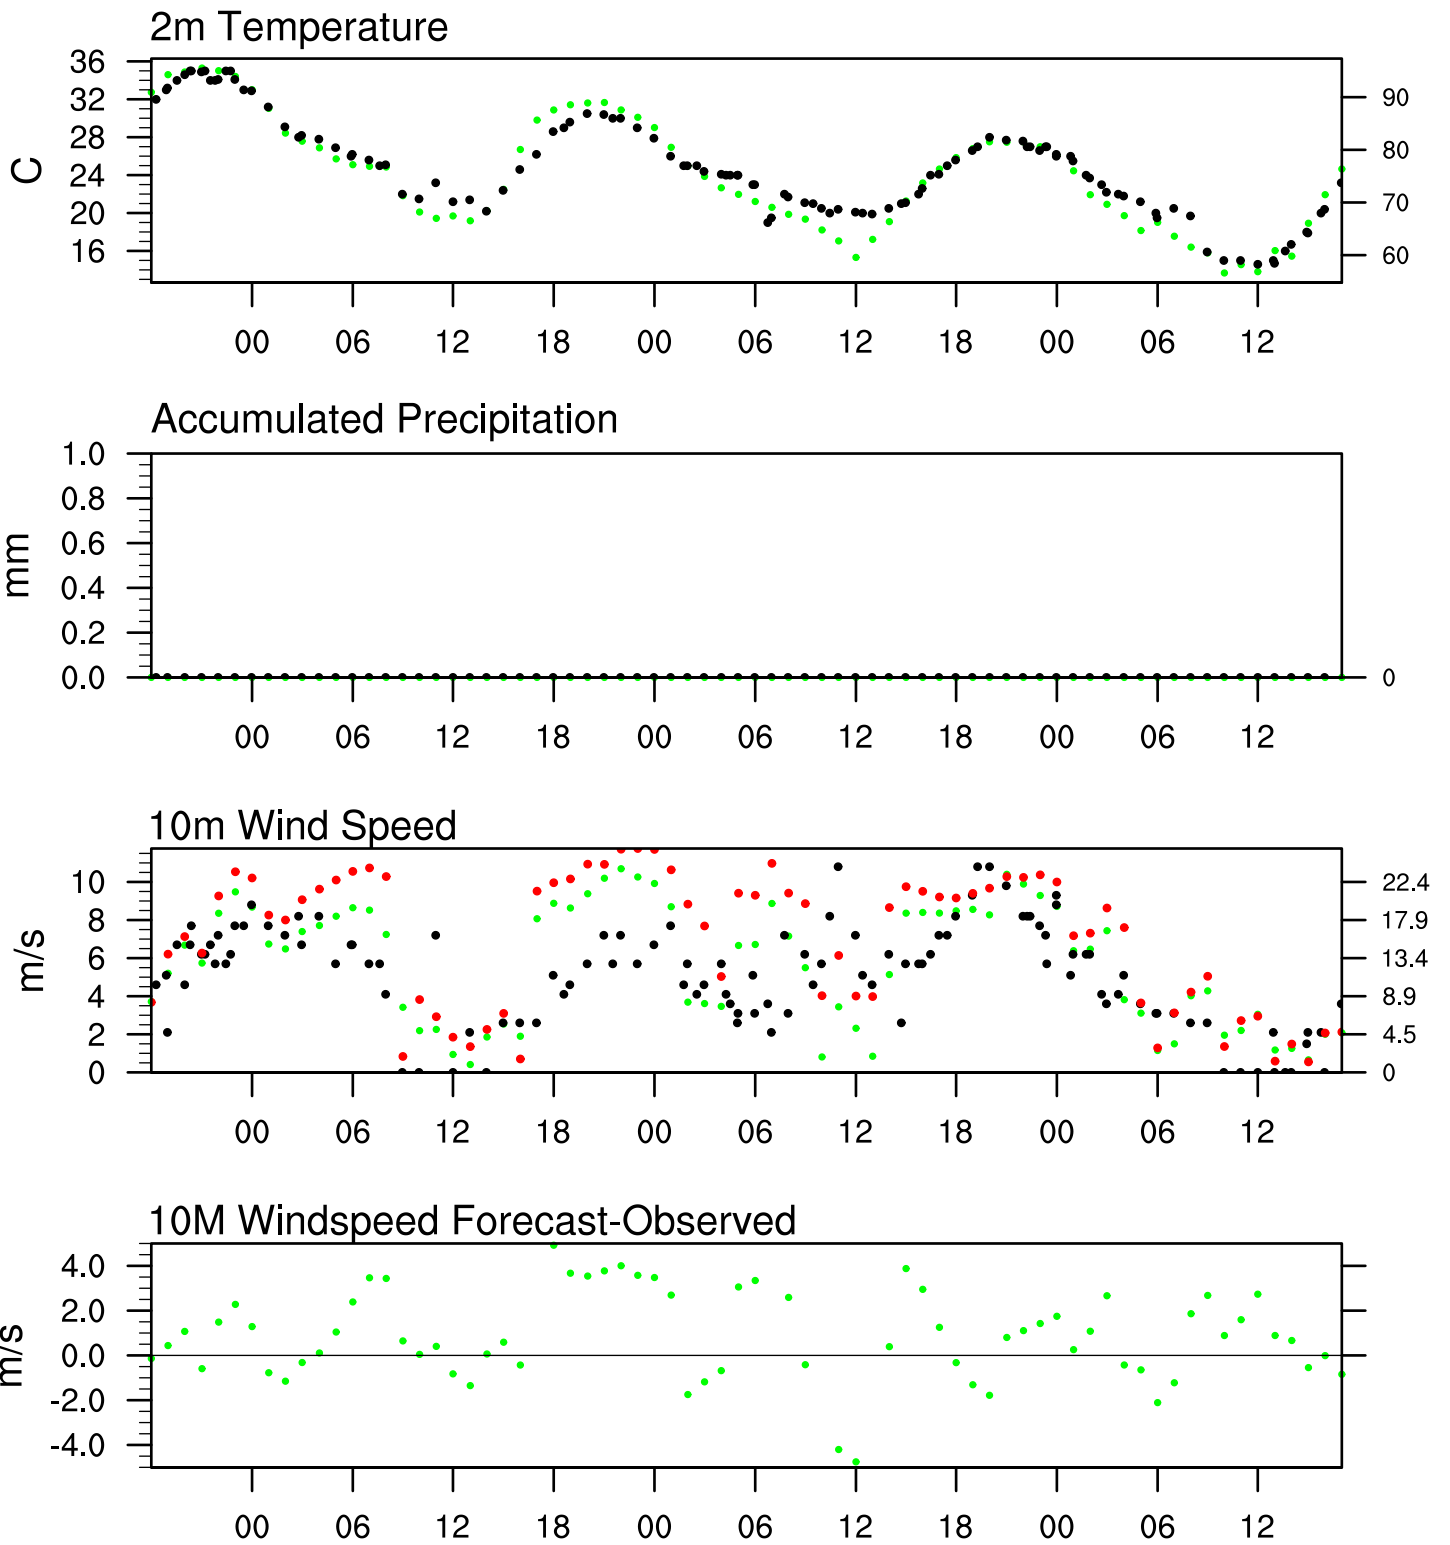 2m Temperature
36
32
28
24
20
16
C
90
80
70
60
00 06 12 18 00 06 12 18 00 06 12
Accumulated Precipitation
1.0
0.8
0.6
0.4
0.2
0.0
mm
0
00 06 12 18 00 06 12 18 00 06 12
10m Wind Speed
10
8
6
4
2
0
m/s
22.4
17.9
13.4
8.9
4.5
0
00 06 12 18 00 06 12 18 00 06 12
10M Windspeed Forecast-Observed
4.0
2.0
0.0
-2.0
-4.0
m/s
00 06 12 18 00 06 12 18 00 06 12